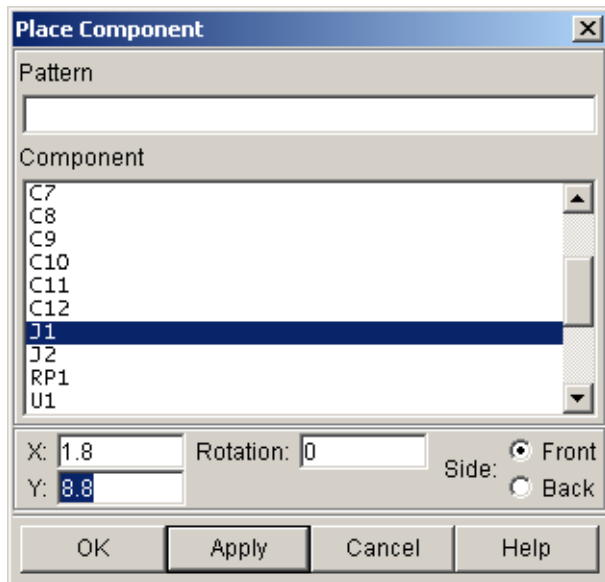 Place Component
Pattern
Component
C7
C8
C9
C10
C11
C12
J1
J2
RP1
U1
X: 1.8 Rotation: 0 Side: Front
Y: 8.8 Back
OK Apply Cancel Help